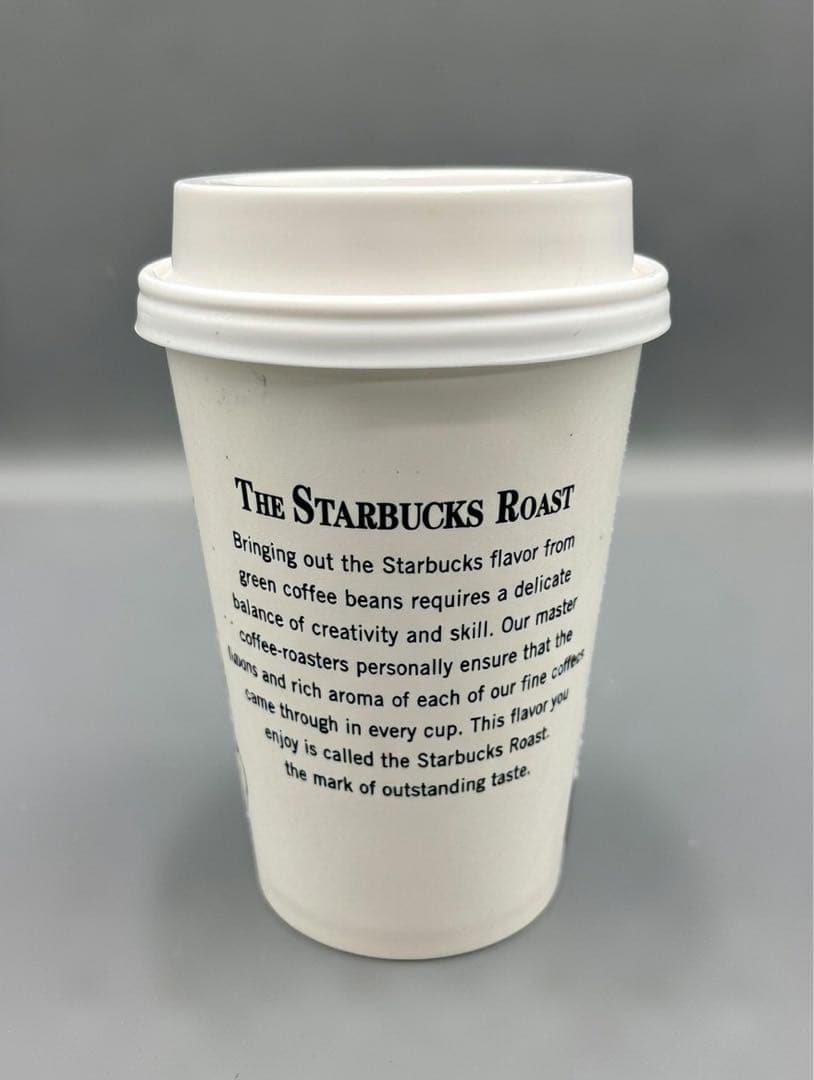 THE STARBUCKS ROAST
Bringing out the Starbucks flavor from
green coffee beans requires a delicate
balance of creativity and skill. Our master
coffee-roasters personally ensure that the
and rich aroma of each of our fine coffees
came through in every cup. This flavor you
enjoy is called the Starbucks Roast.
the mark of outstanding taste.